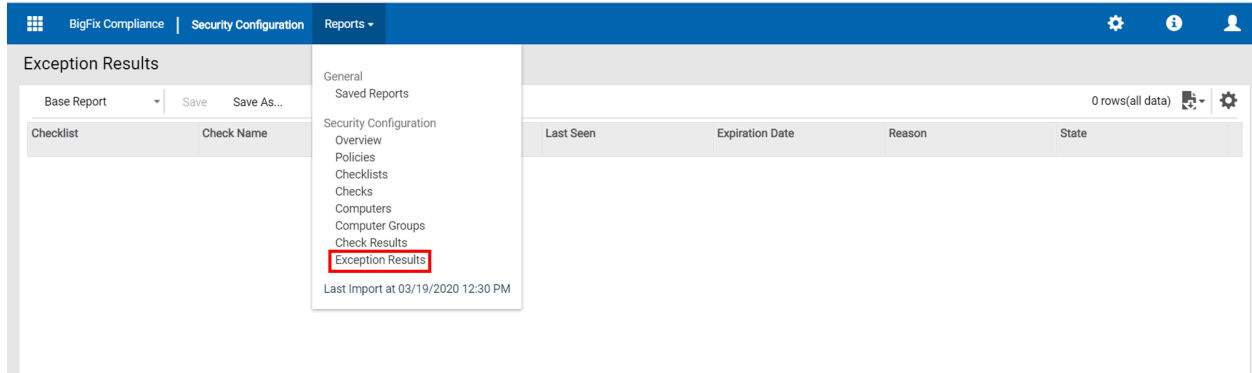 BigFix Compliance | Security Configuration Reports
Exception Results
General
Saved Reports
Base Report Save Save As... 0 rows(all data)
Security Configuration
Checklist Check Name Last Seen Expiration Date Reason State
Overview
Policies
Checklists
Checks
Computers
Computer Groups
Check Results
Exception Results
Last Import at 03/19/2020 12:30 PM